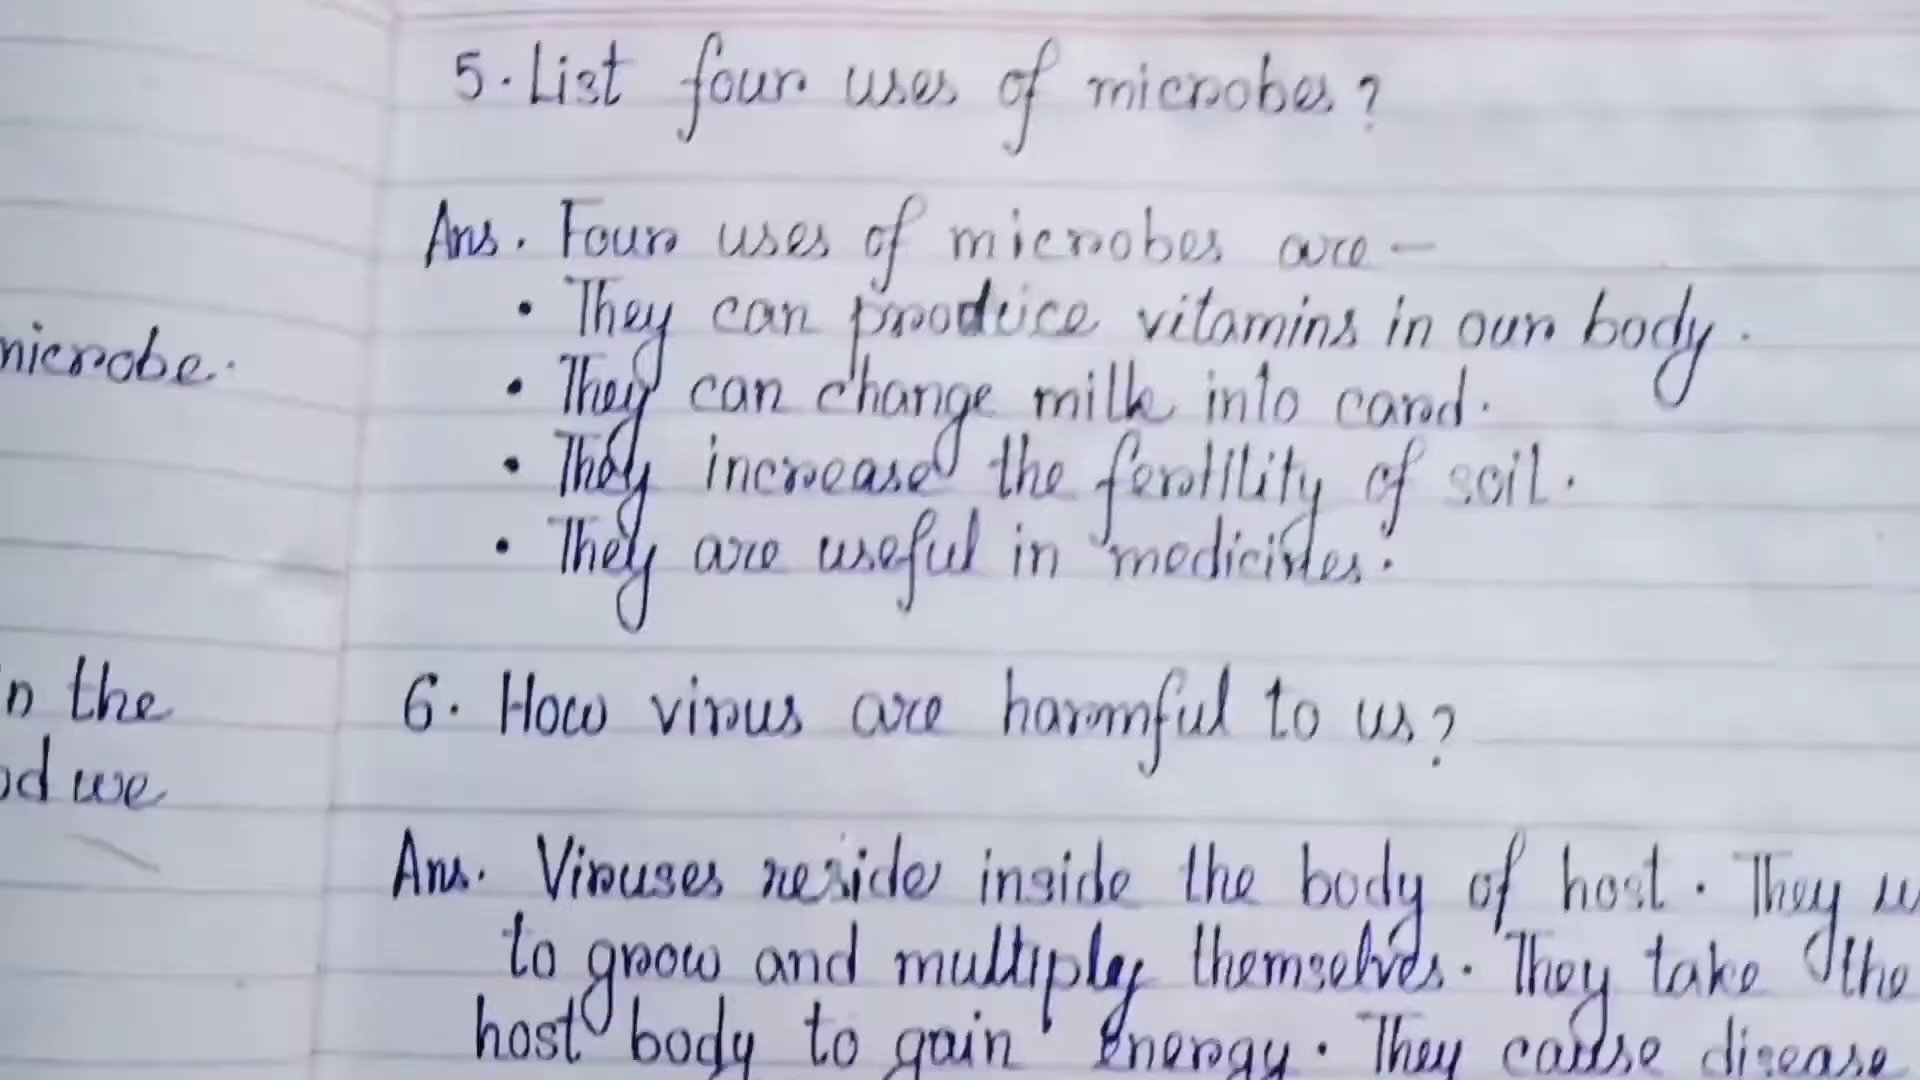 5. List four uses of microbes?
Ans. Four uses of microbes are –
• They can produce vitamins in our body.
• They can change milk into card.
• They increase the fertility of soil.
• They are useful in medicines.
6. How virus are harmful to us?
Ans. Viruses reside inside the body of host. They
to grow and multiply themselves. They take the
host body to gain energy. They cause disease
microbe.
the
we